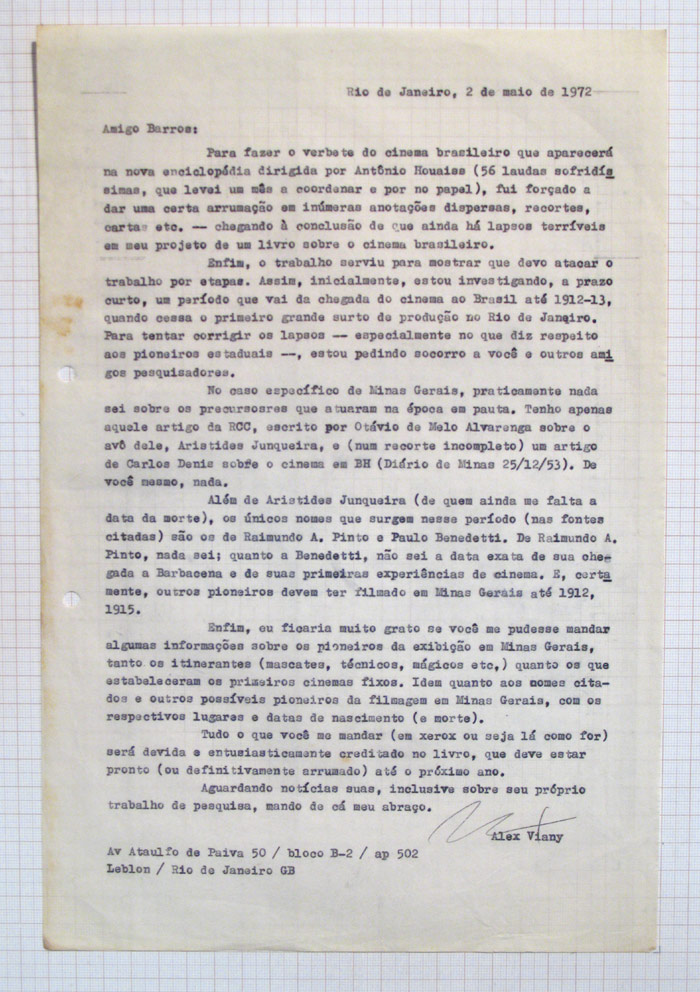 Rio de Janeiro, 2 de maio de 1972
Amigo Barros:
Para fazer o verbete do cinema brasileiro que aparecerá
na nova enciclopédia dirigida por Antônio Houaiss (56 laudas sofridís
simas, que levei um mês a coordenar e por no papel), fui forçado a
dar uma certa arrumação em inúmeras anotações dispersas, recortes,
cartas etc. -- chegando à conclusão de que ainda há lapsos terríveis
em meu projeto de um livro sobre o cinema brasileiro.
Enfim, o trabalho serviu para mostrar que devo atacar o
trabalho por etapas. Assim, inicialmente, estou investigando, a prazo
curto, um período que vai da chegada do cinema ao Brasil até 1912-13,
quando cessa o primeiro grande surto de produção no Rio de Janeiro.
Para tentar corrigir os lapsos -- especialmente no que diz respeito
aos pioneiros estaduais --, estou pedindo socorro a você e outros ami
gos pesquisadores.
No caso específico de Minas Gerais, praticamente nada
sei sobre os precursosres que atuaram na época em pauta. Tenho apenas
aquele artigo da RCC, escrito por Otávio de Melo Alvarenga sobre o
avô dele, Aristides Junqueira, e (num recorte incompleto) um artigo
de Carlos Denis sobre o cinema em BH (Diário de Minas 25/12/53). De
você mesmo, nada.
Além de Aristides Junqueira (de quem ainda me falta a
data da morte), os únicos nomes que surgem nesse período (nas fontes
citadas) são os de Raimundo A. Pinto e Paulo Benedetti. De Raimundo A.
Pinto, nada sei; quanto a Benedetti, não sei a data exata de sua che-
gada a Barbacena e de suas primeiras experiências de cinema. E, certa
mente, outros pioneiros devem ter filmado em Minas Gerais até 1912,
1915.
Enfim, eu ficaria muito grato se você me pudesse mandar
algumas informações sobre os pioneiros da exibição em Minas Gerais,
tanto os itinerantes (mascates, técnicos, mágicos etc,) quanto os que
estabeleceram os primeiros cinemas fixos. Idem quanto aos nomes cita-
dos e outros possíveis pioneiros da filmagem em Minas Gerais, com os
respectivos lugares e datas de nascimento (e morte).
Tudo o que você me mandar (em xerox ou seja lá como for)
será devida e entusiasticamente creditado no livro, que deve estar
pronto (ou definitivamente arrumado) até o próximo ano.
Aguardando notícias suas, inclusive sobre seu próprio
trabalho de pesquisa, mando de cá meu abraço.
Alex Viany
Av Ataulfo de Paiva 50 / bloco B-2 / ap 502
Leblon / Rio de Janeiro GB